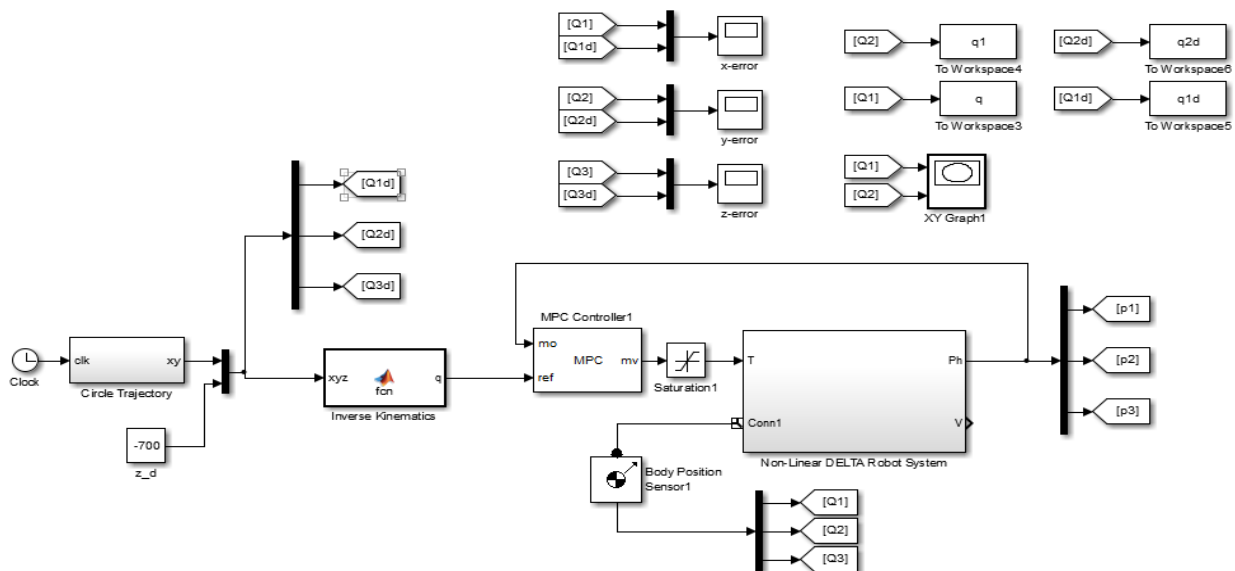 [Q1]
[Q1d]
x-error
[Q2]
q1
To Workspace4
[Q2d]
q2d
To Workspace6
[Q2]
[Q2d]
y-error
[Q1]
q
To Workspace3
[Q1d]
q1d
To Workspace5
[Q3]
[Q3d]
z-error
[Q1]
[Q2]
XY Graph1
[Q1d]
[Q2d]
[Q3d]
Clock
clk
xy
Circle Trajectory
-700
z_d
xyz
fcn
q
Inverse Kinematics
MPC Controller1
mo
MPC
mv
ref
Saturation1
T
Ph
Conn1
V
Non-Linear DELTA Robot System
[p1]
[p2]
[p3]
Body Position
Sensor1
[Q1]
[Q2]
[Q3]